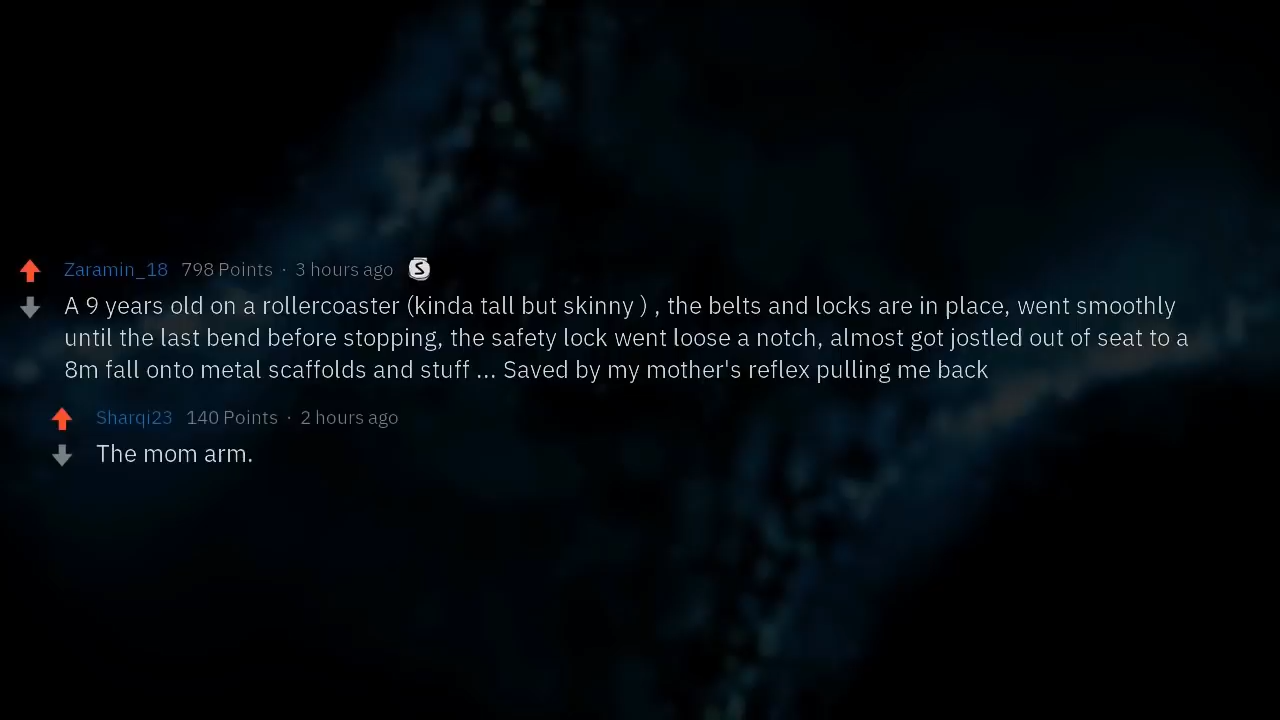 Zaramin_18 798 Points · 3 hours ago S
A 9 years old on a rollercoaster (kinda tall but skinny ) , the belts and locks are in place, went smoothly
until the last bend before stopping, the safety lock went loose a notch, almost got jostled out of seat to a
8m fall onto metal scaffolds and stuff ... Saved by my mother's reflex pulling me back
Sharqi23 140 Points · 2 hours ago
The mom arm.